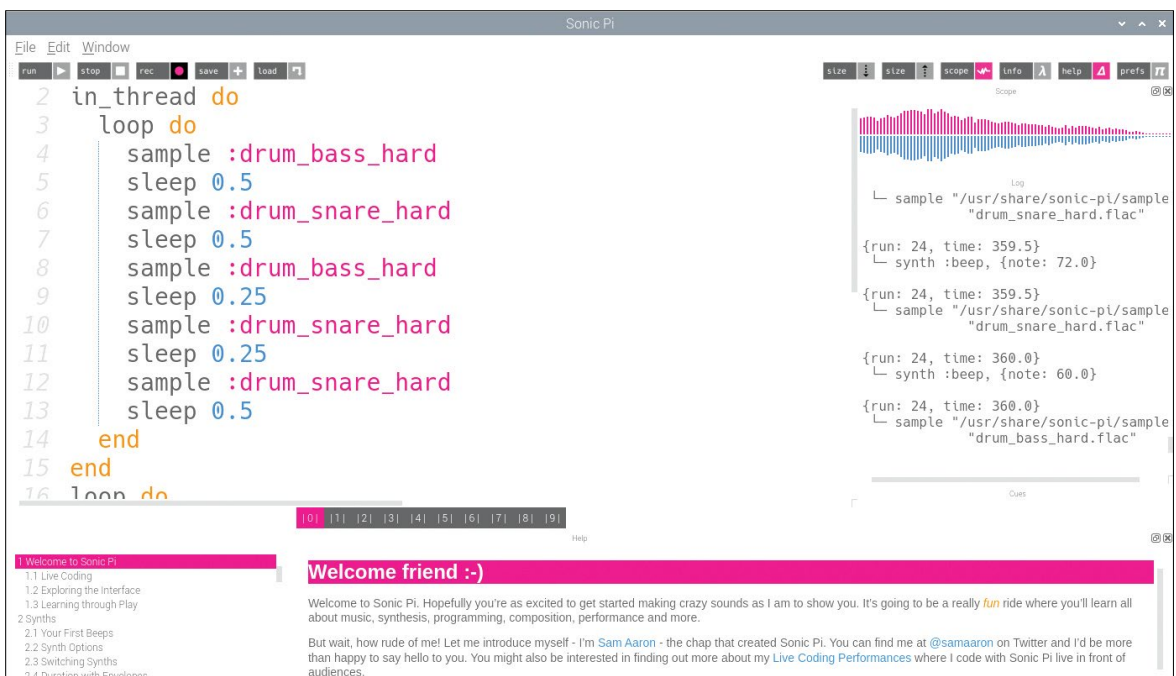 Sonic Pi
File Edit Window
run stop rec save load
size size scope info help prefs
2 in_thread do
3 loop do
4 sample :drum_bass_hard
5 sleep 0.5
6 sample :drum_snare_hard
7 sleep 0.5
8 sample :drum_bass_hard
9 sleep 0.25
10 sample :drum_snare_hard
11 sleep 0.25
12 sample :drum_snare_hard
13 sleep 0.5
14 end
15 end
16 loop do
Scope
Log
└─ sample "/usr/share/sonic-pi/sample
"drum_snare_hard.flac"
{run: 24, time: 359.5}
└─ synth :beep, {note: 72.0}
{run: 24, time: 359.5}
└─ sample "/usr/share/sonic-pi/sample
"drum_snare_hard.flac"
{run: 24, time: 360.0}
└─ synth :beep, {note: 60.0}
{run: 24, time: 360.0}
└─ sample "/usr/share/sonic-pi/sample
"drum_bass_hard.flac"
Cues
|0| |1| |2| |3| |4| |5| |6| |7| |8| |9|
Help
1 Welcome to Sonic Pi
1.1 Live Coding
1.2 Exploring the Interface
1.3 Learning through Play
2 Synths
2.1 Your First Beeps
2.2 Synth Options
2.3 Switching Synths
2.4 Duration with Envelopes
Welcome friend :-)
Welcome to Sonic Pi. Hopefully you're as excited to get started making crazy sounds as I am to show you. It's going to be a really fun ride where you'll learn all
about music, synthesis, programming, composition, performance and more.
But wait, how rude of me! Let me introduce myself - I'm Sam Aaron - the chap that created Sonic Pi. You can find me at @samaaron on Twitter and I'd be more
than happy to say hello to you. You might also be interested in finding out more about my Live Coding Performances where I code with Sonic Pi live in front of
audiences.